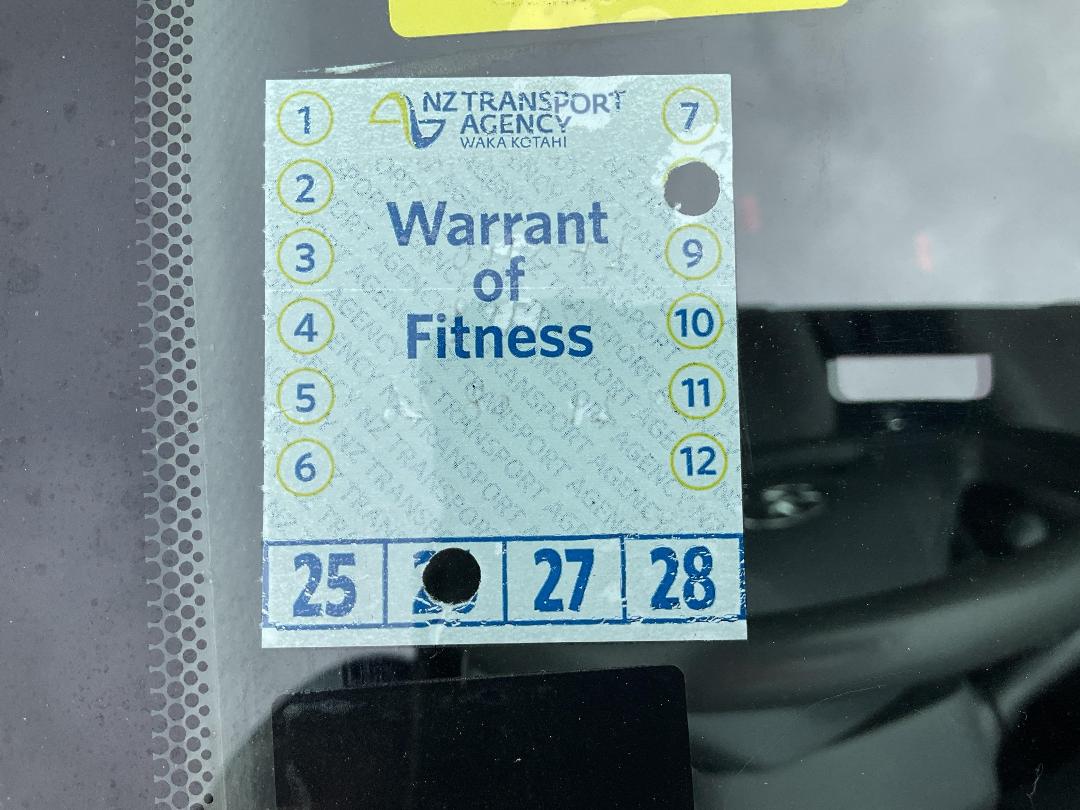 NZ TRANSPORT
AGENCY
WAKA KOTAHI
1
7
2
3
9
4
10
5
11
6
12
Warrant
of
Fitness
25
27
28